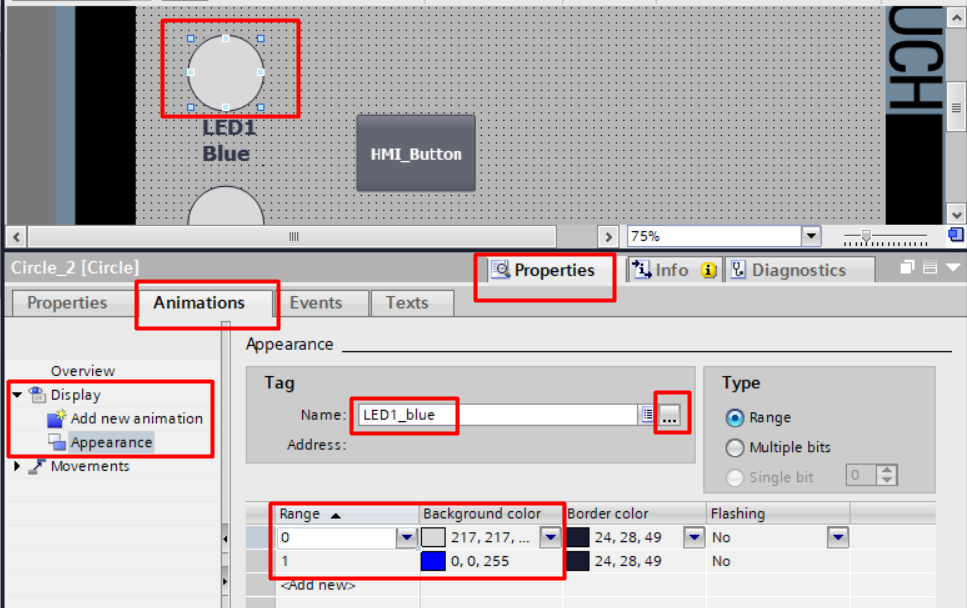 UCH
LED1
Blue
HMI_Button
75%
Circle_2 [Circle]
Properties
Info
Diagnostics
Properties
Animations
Events
Texts
Overview
Display
Add new animation
Appearance
Movements
Appearance
Tag
Name: LED1_blue ...
Address:
Type
Range
Multiple bits
Single bit 0
Range Background color Border color Flashing
0 217, 217, ... 24, 28, 49 No
1 0, 0, 255 24, 28, 49 No
<Add new>